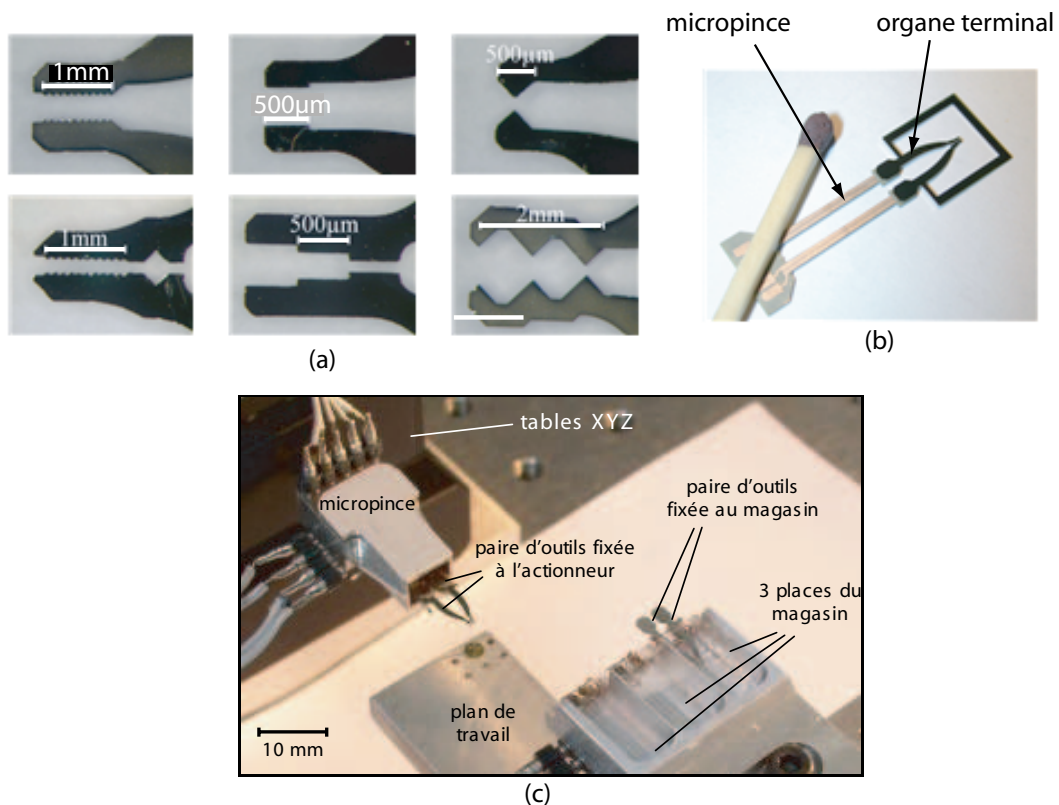 1mm
500µm
500µm
1mm
500µm
2mm
(a)
micropince
organe terminal
(b)
tables XYZ
micropince
paire d'outils fixée
à l'actionneur
paire d'outils
fixée au magasin
3 places du
magasin
plan de
travail
10 mm
(c)